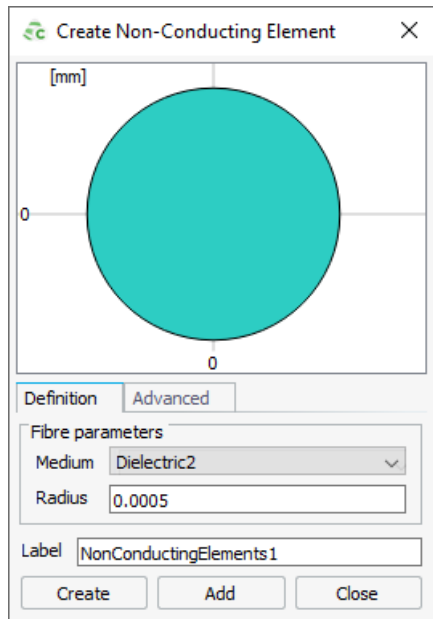 Create Non-Conducting Element
[mm]
0
0
Definition Advanced
Fibre parameters
Medium Dielectric2
Radius 0.0005
Label NonConductingElements1
Create Add Close